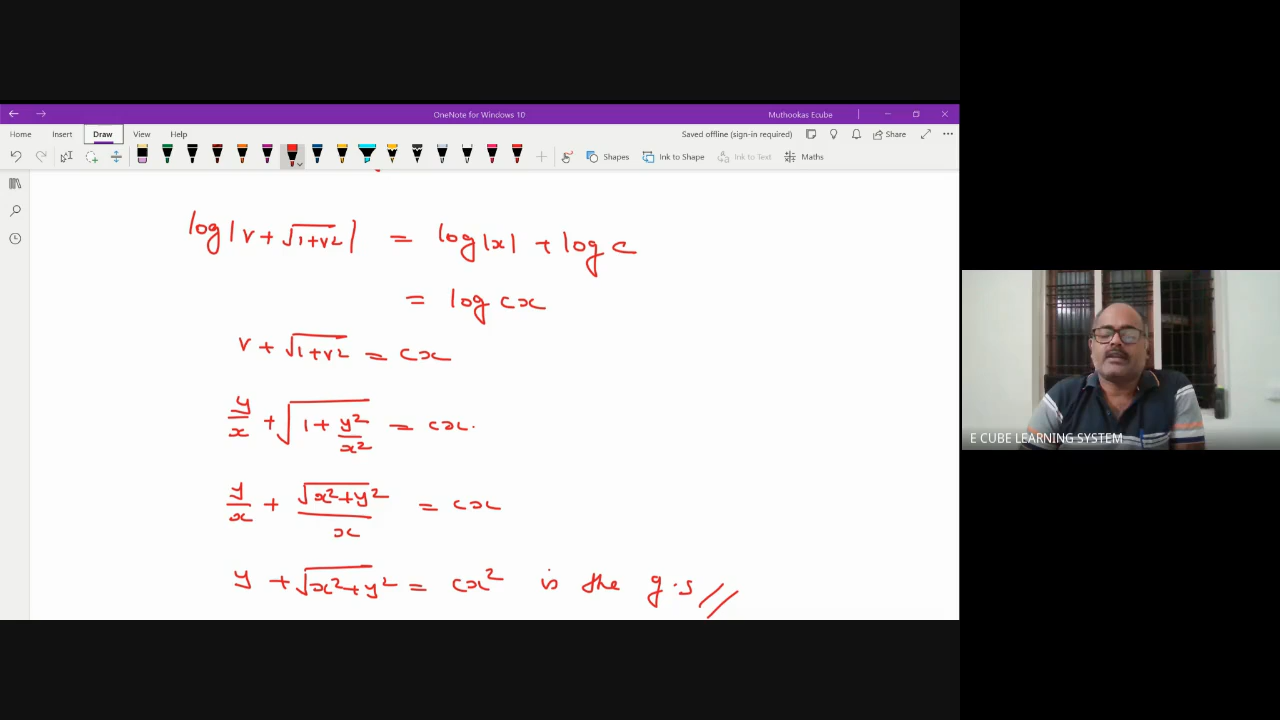 OneNote for Windows 10
Muthookas Ecube
Home Insert Draw View Help
Saved offline (sign-in required) Share
Shapes Ink to Shape Ink to Text Maths
log|v + √1+v²| = log|x| + log c
= log cx
v + √1+v² = cx
y/x + √1 + y²/x² = cx.
y/x + √x²+y²/x = cx
y + √x²+y² = cx² is the g.s //
E CUBE LEARNING SYSTEM